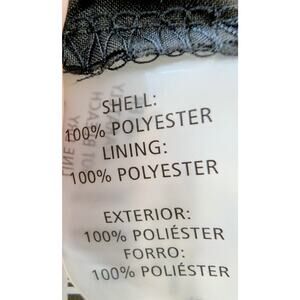 SHELL:
100% POLYESTER
LINING:
100% POLYESTER
EXTERIOR:
100% POLIÉSTER
FORRO:
100% POLIÉSTER